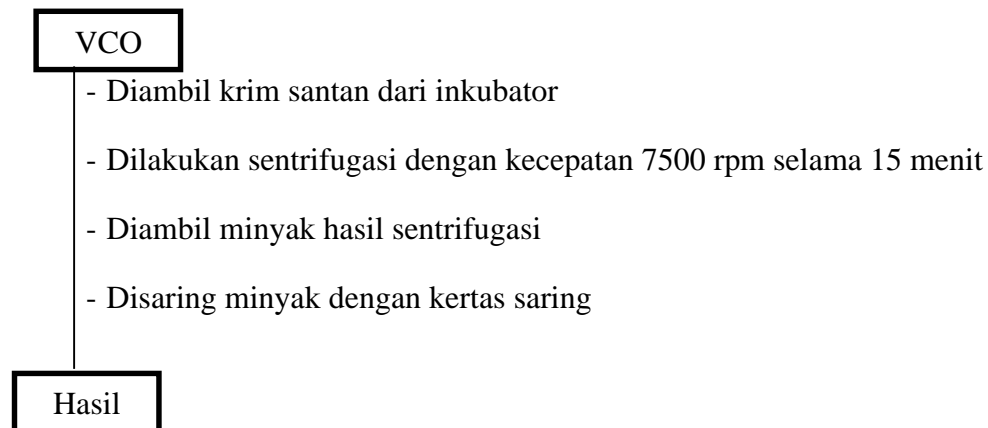 VCO
- Diambil krim santan dari inkubator
- Dilakukan sentrifugasi dengan kecepatan 7500 rpm selama 15 menit
- Diambil minyak hasil sentrifugasi
- Disaring minyak dengan kertas saring
Hasil